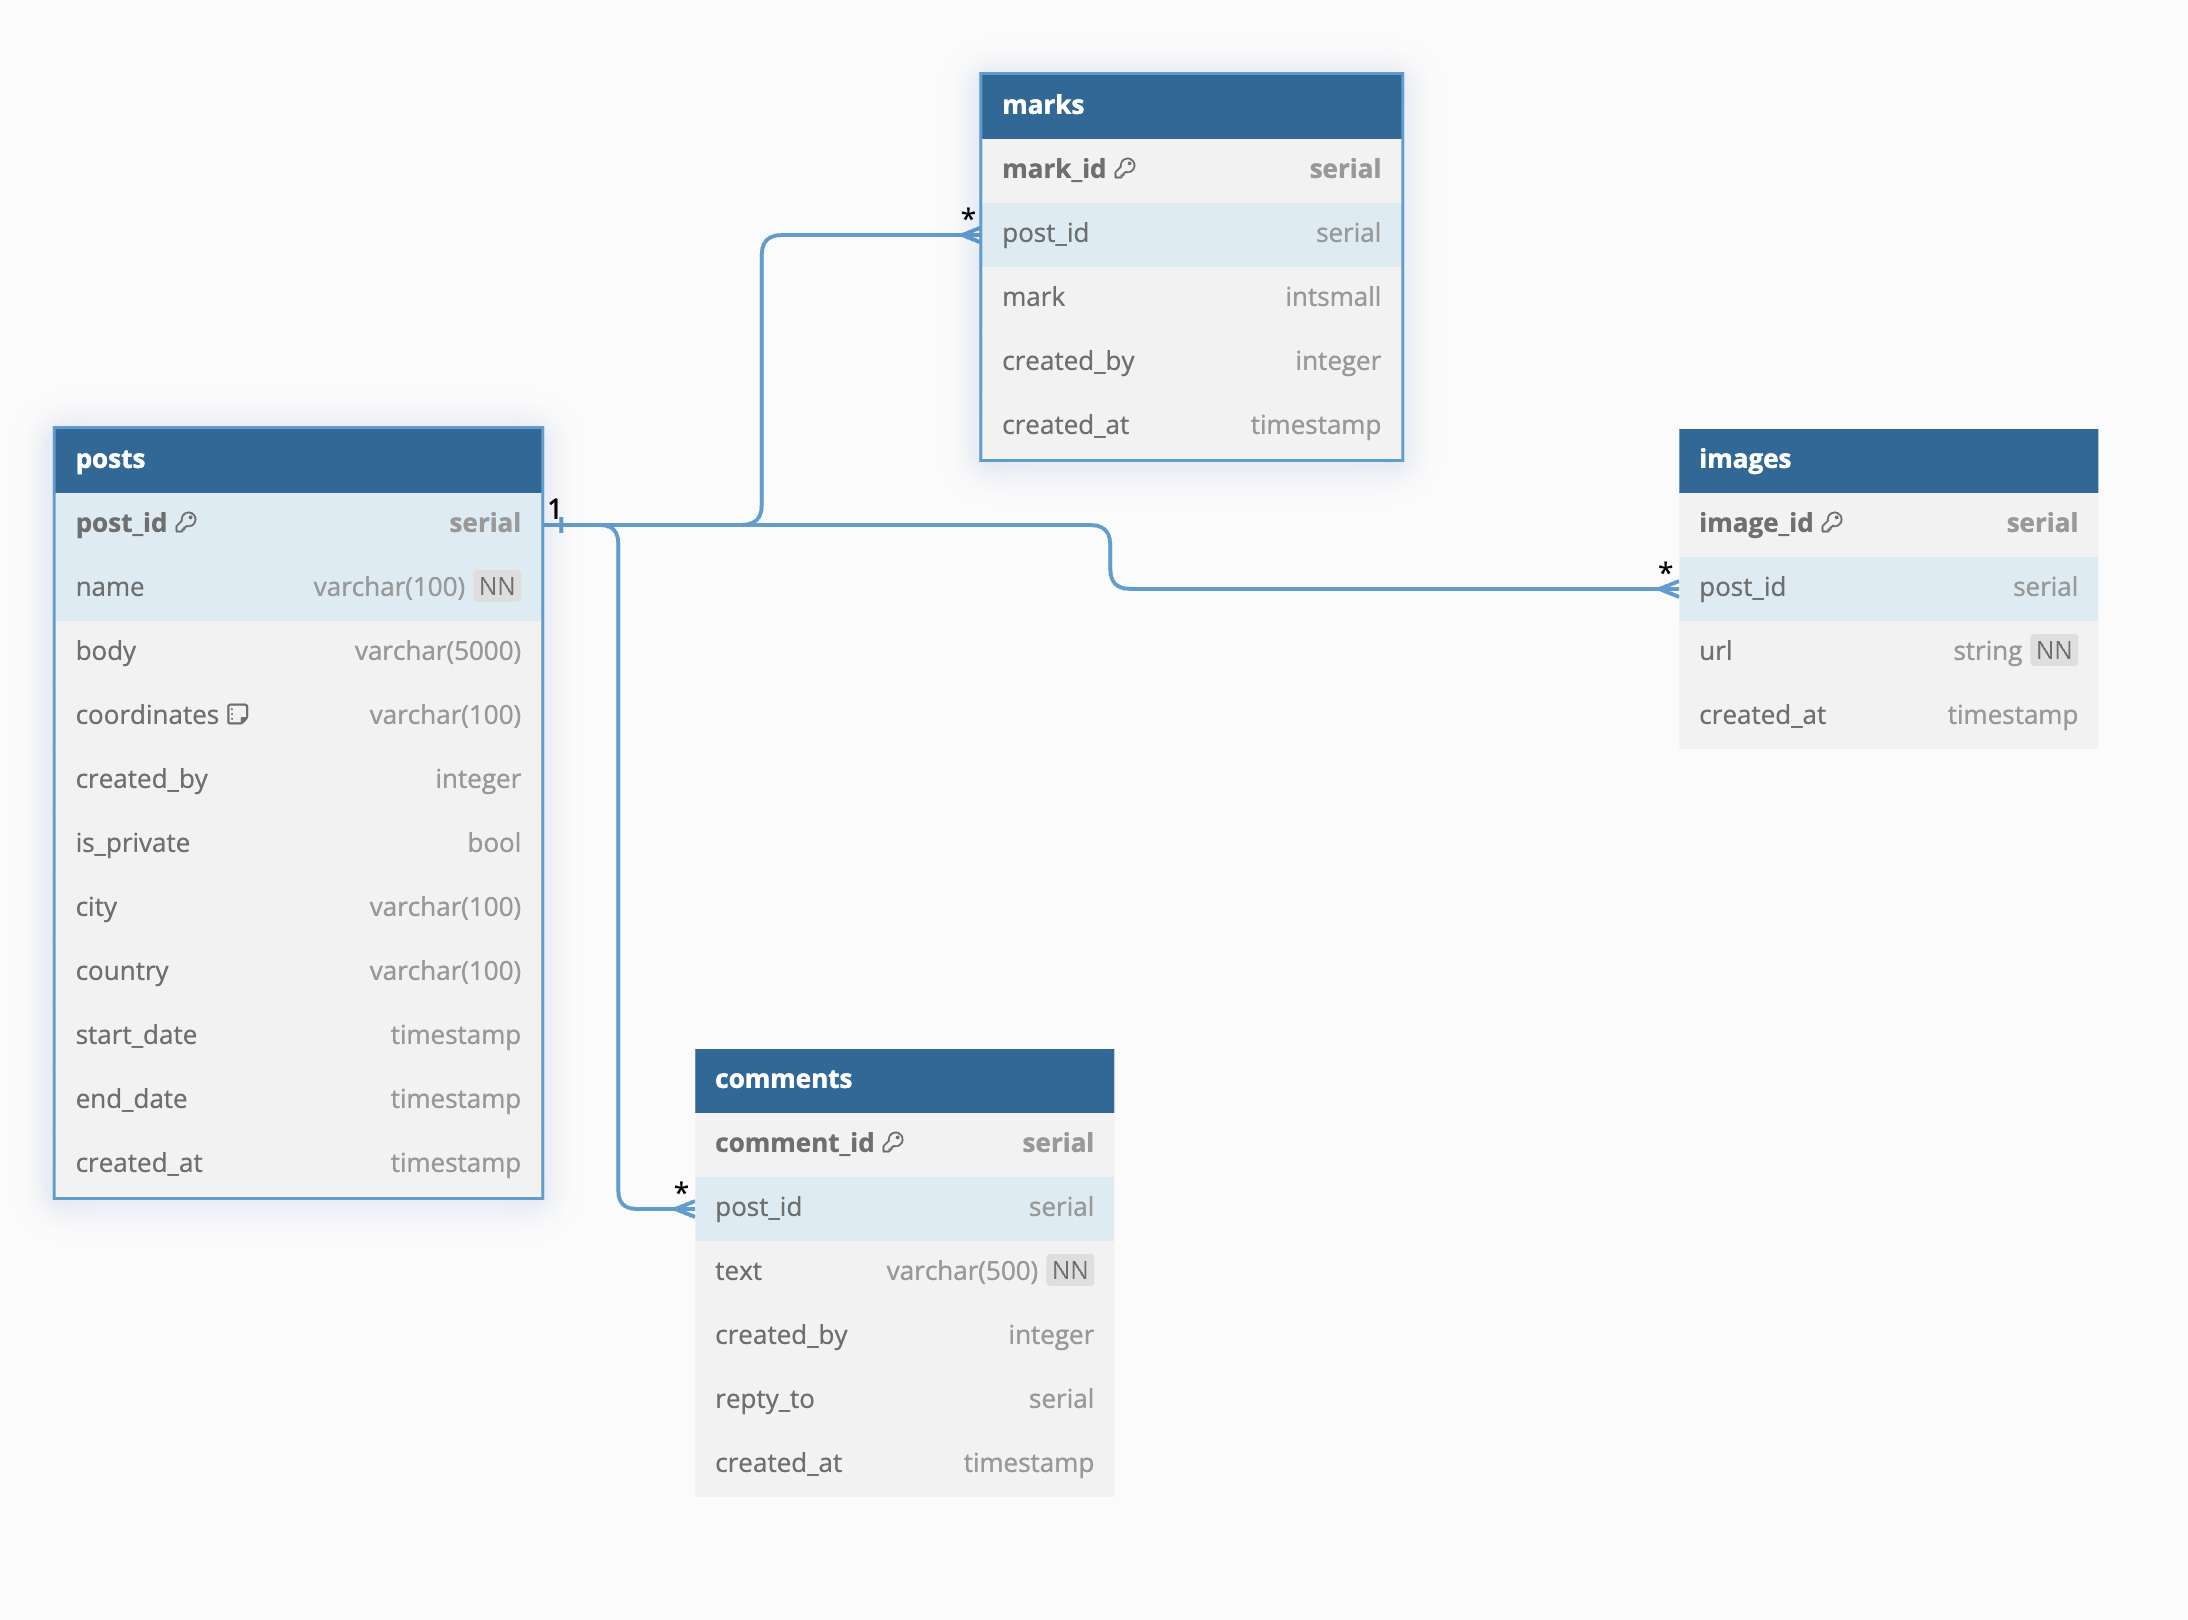 marks
mark_id serial
* post_id serial
mark intsmall
created_by integer
created_at timestamp
posts
post_id serial 1
name varchar(100) NN
body varchar(5000)
coordinates varchar(100)
created_by integer
is_private bool
city varchar(100)
country varchar(100)
start_date timestamp
end_date timestamp
created_at timestamp
images
image_id serial
* post_id serial
url string NN
created_at timestamp
comments
comment_id serial
* post_id serial
text varchar(500) NN
created_by integer
repty_to serial
created_at timestamp